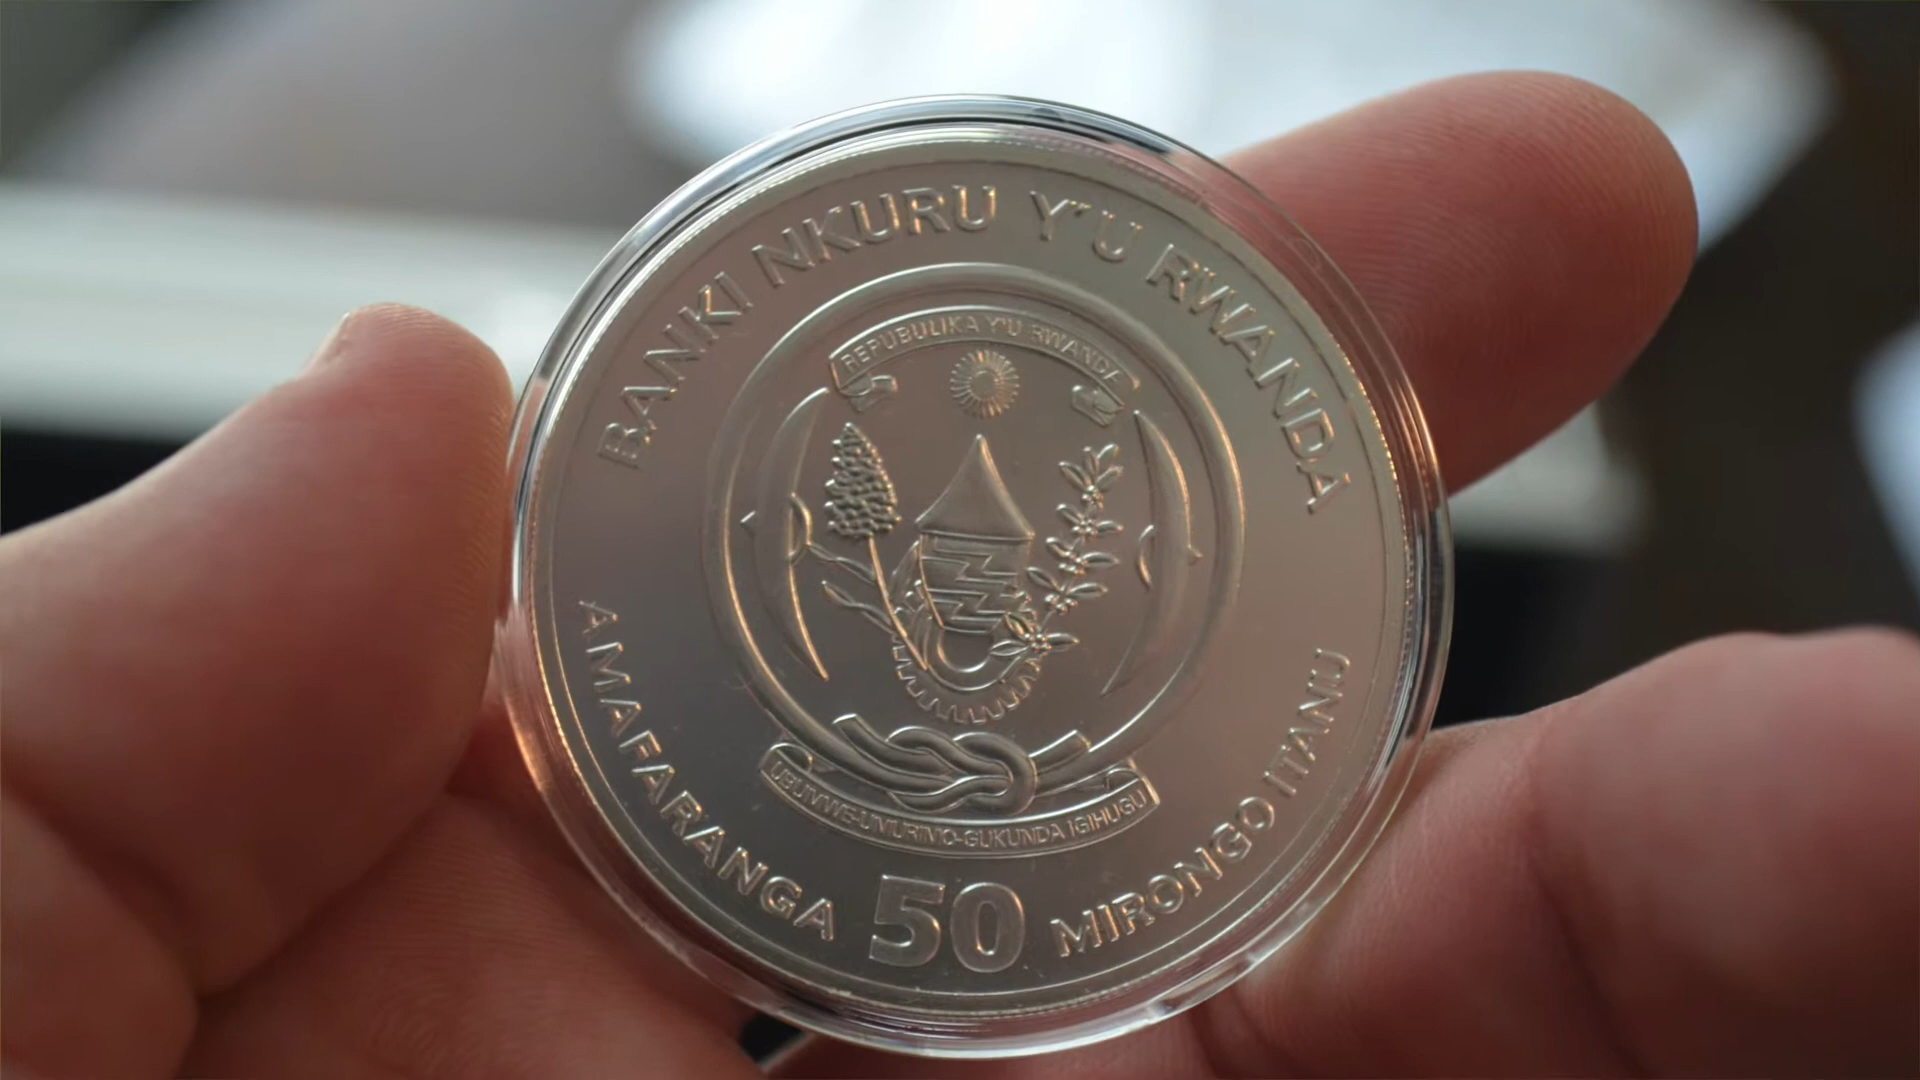 BANKI NKURU Y'U RWANDA
REPUBULIKA Y'U RWANDA
UBUMWE-UMURIMO-GUKUNDA IGIHUGU
AMAFARANGA 50 MIRONGO ITANU